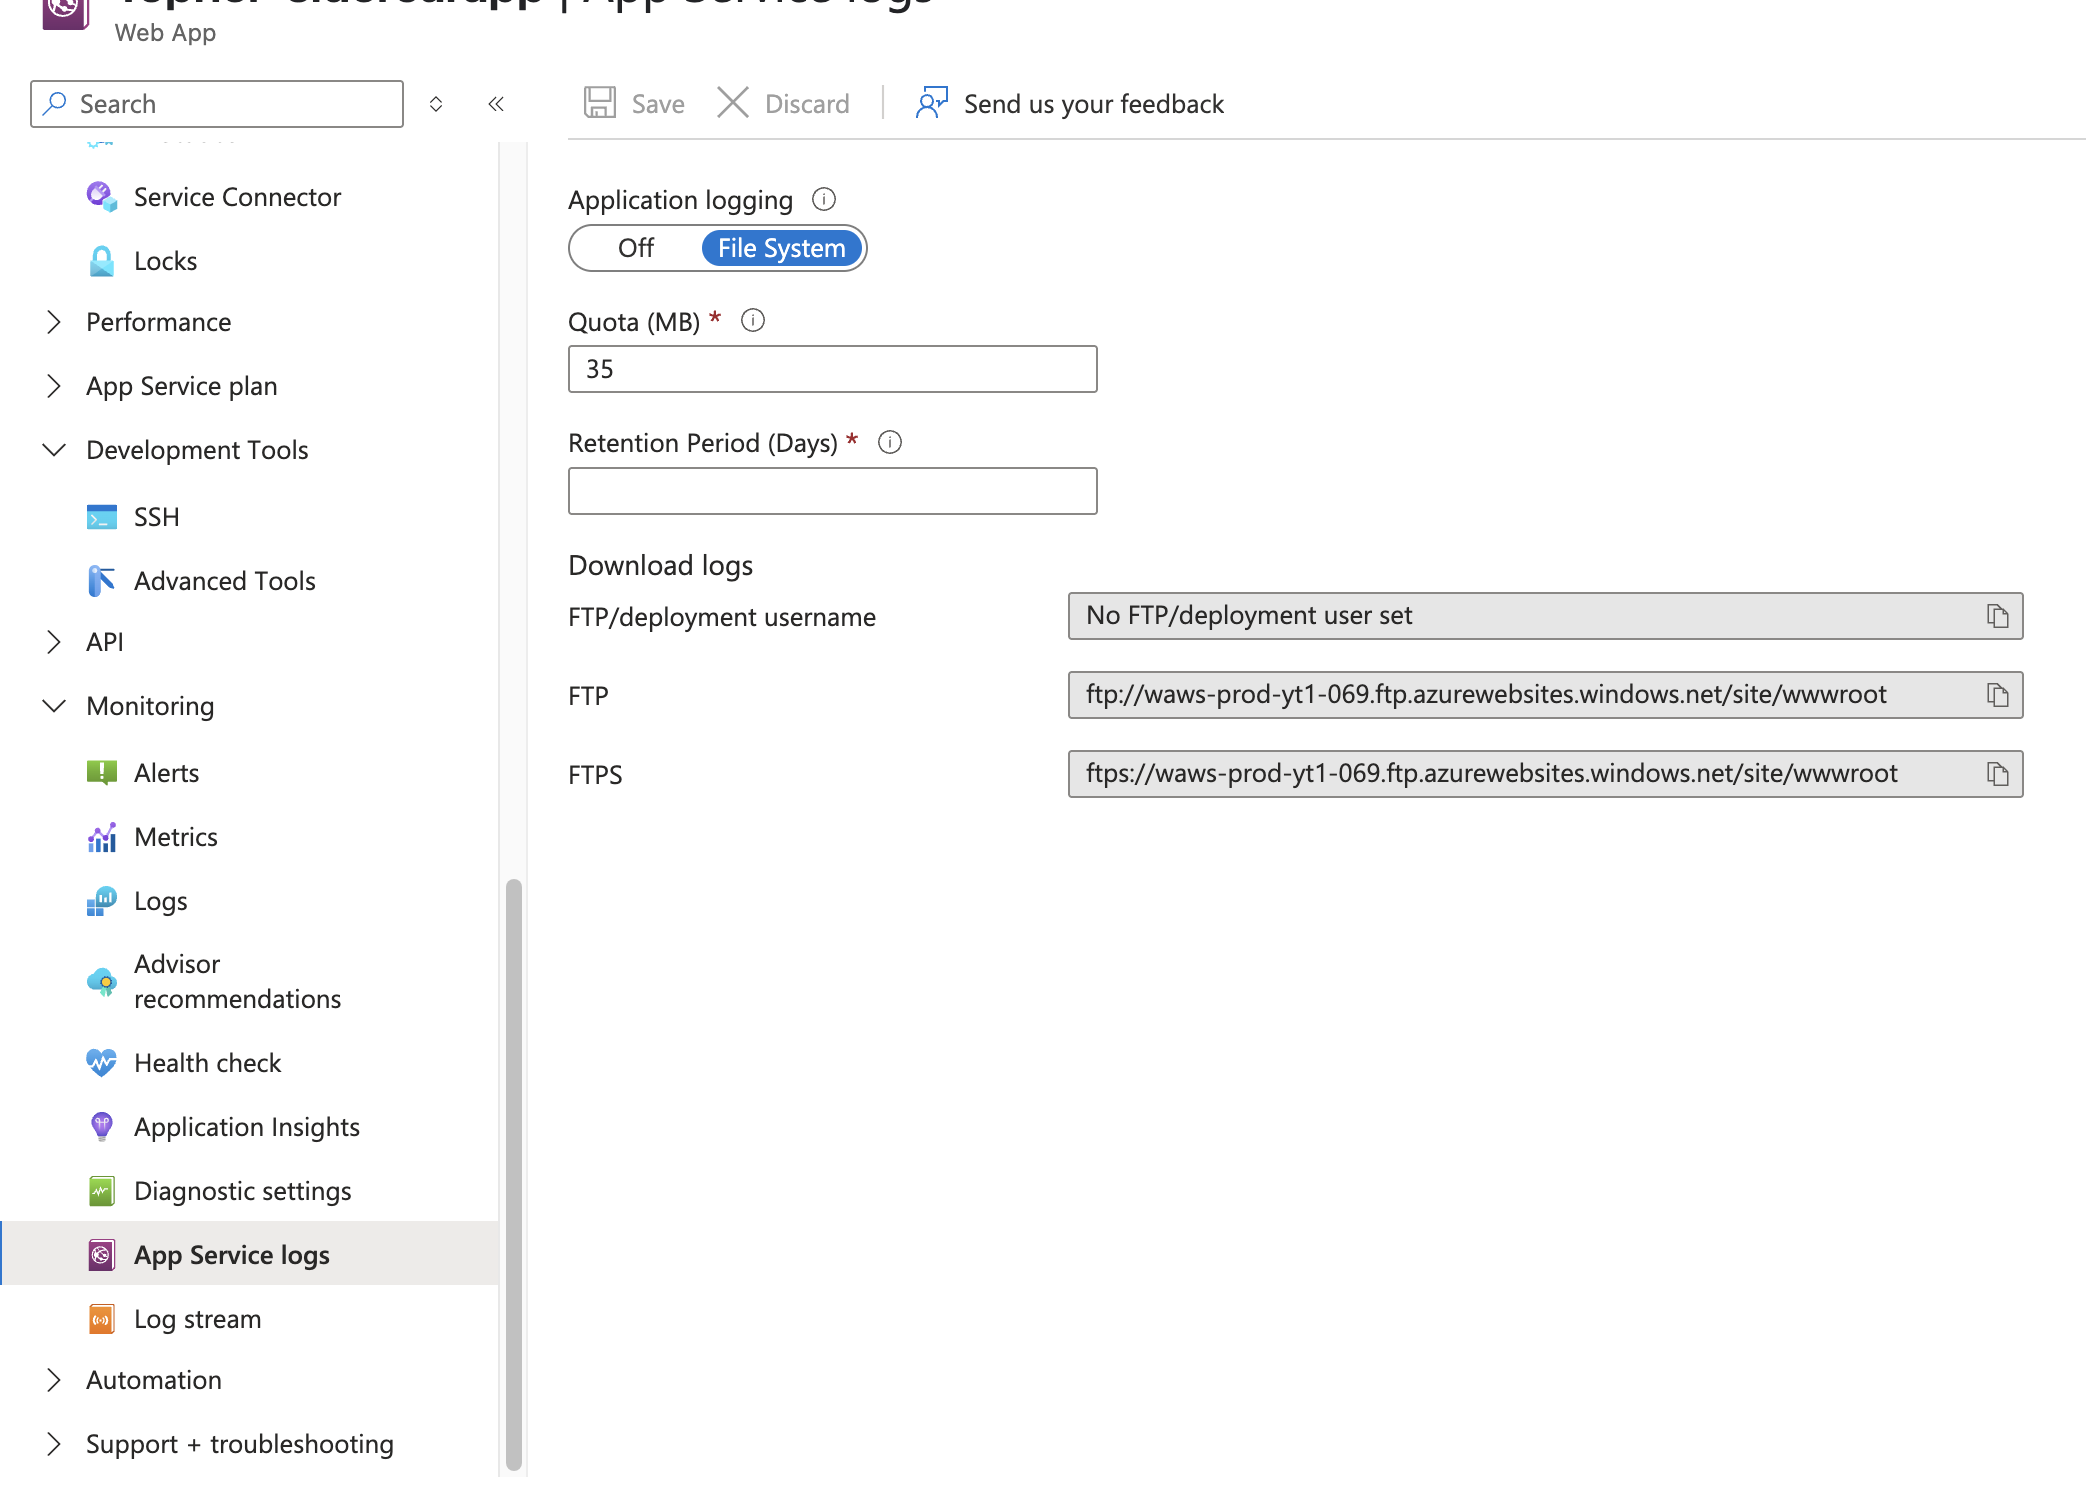 | App Service logs
Web App
Search
Save
Discard
Send us your feedback
Service Connector
Locks
Performance
App Service plan
Development Tools
SSH
Advanced Tools
API
Monitoring
Alerts
Metrics
Logs
Advisor
recommendations
Health check
Application Insights
Diagnostic settings
App Service logs
Log stream
Automation
Support + troubleshooting
Application logging
Off
File System
Quota (MB) *
35
Retention Period (Days) *
Download logs
FTP/deployment username
No FTP/deployment user set
FTP
ftp://waws-prod-yt1-069.ftp.azurewebsites.windows.net/site/wwwroot
FTPS
ftps://waws-prod-yt1-069.ftp.azurewebsites.windows.net/site/wwwroot